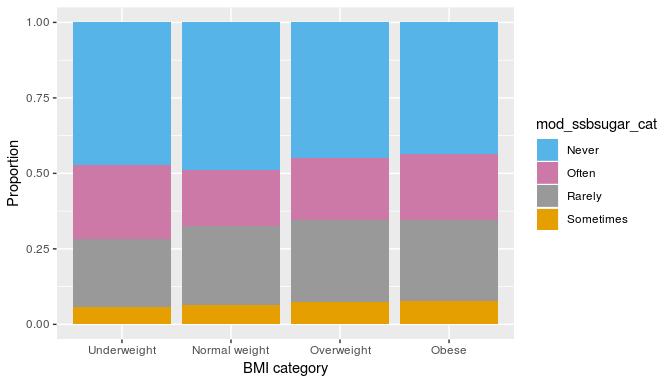 1.00
0.75
0.50
0.25
0.00
Proportion
Underweight
Normal weight
Overweight
Obese
BMI category
mod_ssbsugar_cat
Never
Often
Rarely
Sometimes